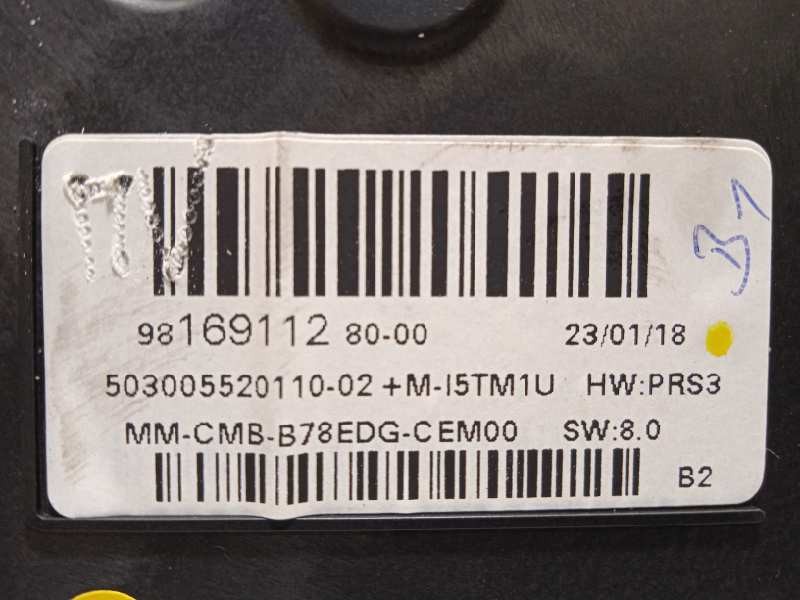 98169112 80-00 23/01/18
503005520110-02+M-I5TM1U HW:PRS3
MM-CMB-B78EDG-CEM00 SW:8.0
B2